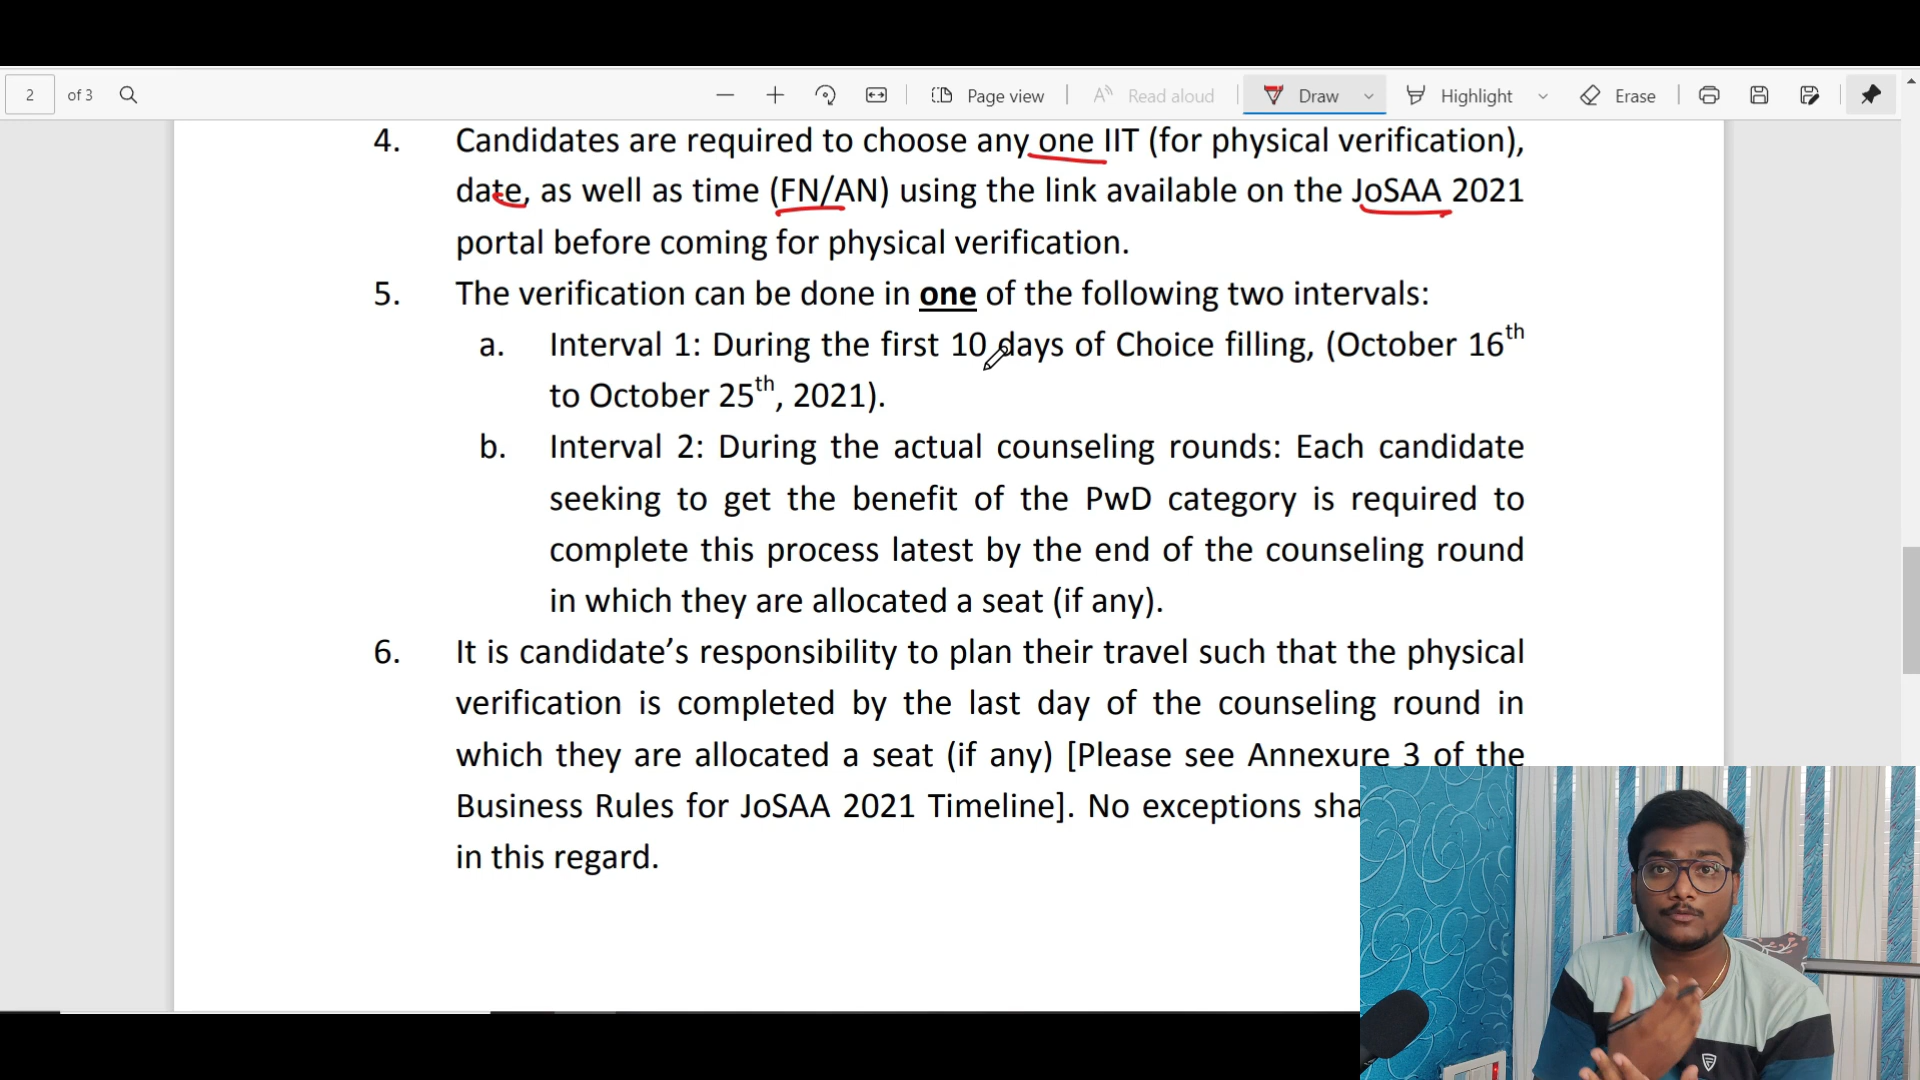 2 of 3 Page view Read aloud Draw Highlight Erase
4. Candidates are required to choose any one IIT (for physical verification),
date, as well as time (FN/AN) using the link available on the JoSAA 2021
portal before coming for physical verification.
5. The verification can be done in one of the following two intervals:
a. Interval 1: During the first 10 days of Choice filling, (October 16th
to October 25th, 2021).
b. Interval 2: During the actual counseling rounds: Each candidate
seeking to get the benefit of the PwD category is required to
complete this process latest by the end of the counseling round
in which they are allocated a seat (if any).
6. It is candidate’s responsibility to plan their travel such that the physical
verification is completed by the last day of the counseling round in
which they are allocated a seat (if any) [Please see Annexure 3 of the
Business Rules for JoSAA 2021 Timeline]. No exceptions
in this regard.